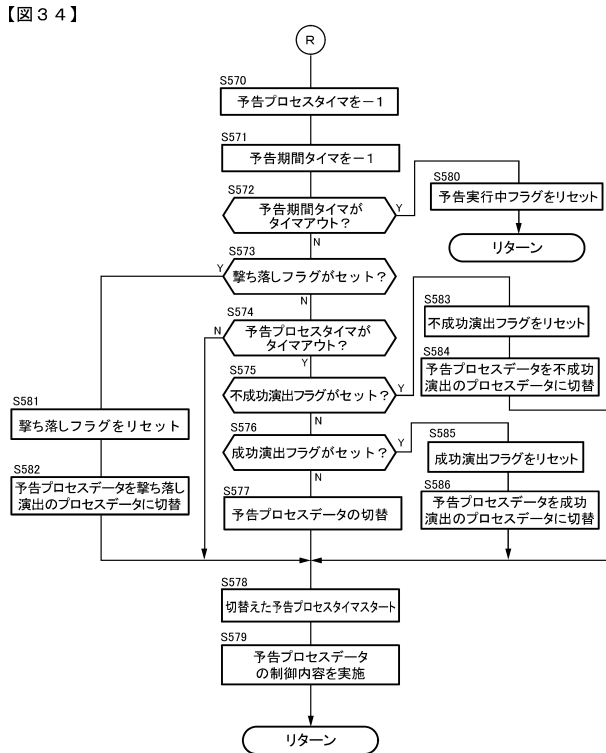 【図３４】
R
S570
予告プロセスタイマを－１
S571
予告期間タイマを－１
S572
予告期間タイマが
タイムアウト？
Y
N
S580
予告実行中フラグをリセット
リターン
S573
撃ち落しフラグがセット？
Y
N
S574
予告プロセスタイマが
タイムアウト？
N
Y
S583
不成功演出フラグをリセット
S584
予告プロセスデータを不成功
演出のプロセスデータに切替
S575
不成功演出フラグがセット？
Y
N
S581
撃ち落しフラグをリセット
S582
予告プロセスデータを撃ち落し
演出のプロセスデータに切替
S576
成功演出フラグがセット？
Y
N
S585
成功演出フラグをリセット
S586
予告プロセスデータを成功
演出のプロセスデータに切替
S577
予告プロセスデータの切替
S578
切替えた予告プロセスタイマスタート
S579
予告プロセスデータ
の制御内容を実施
リターン